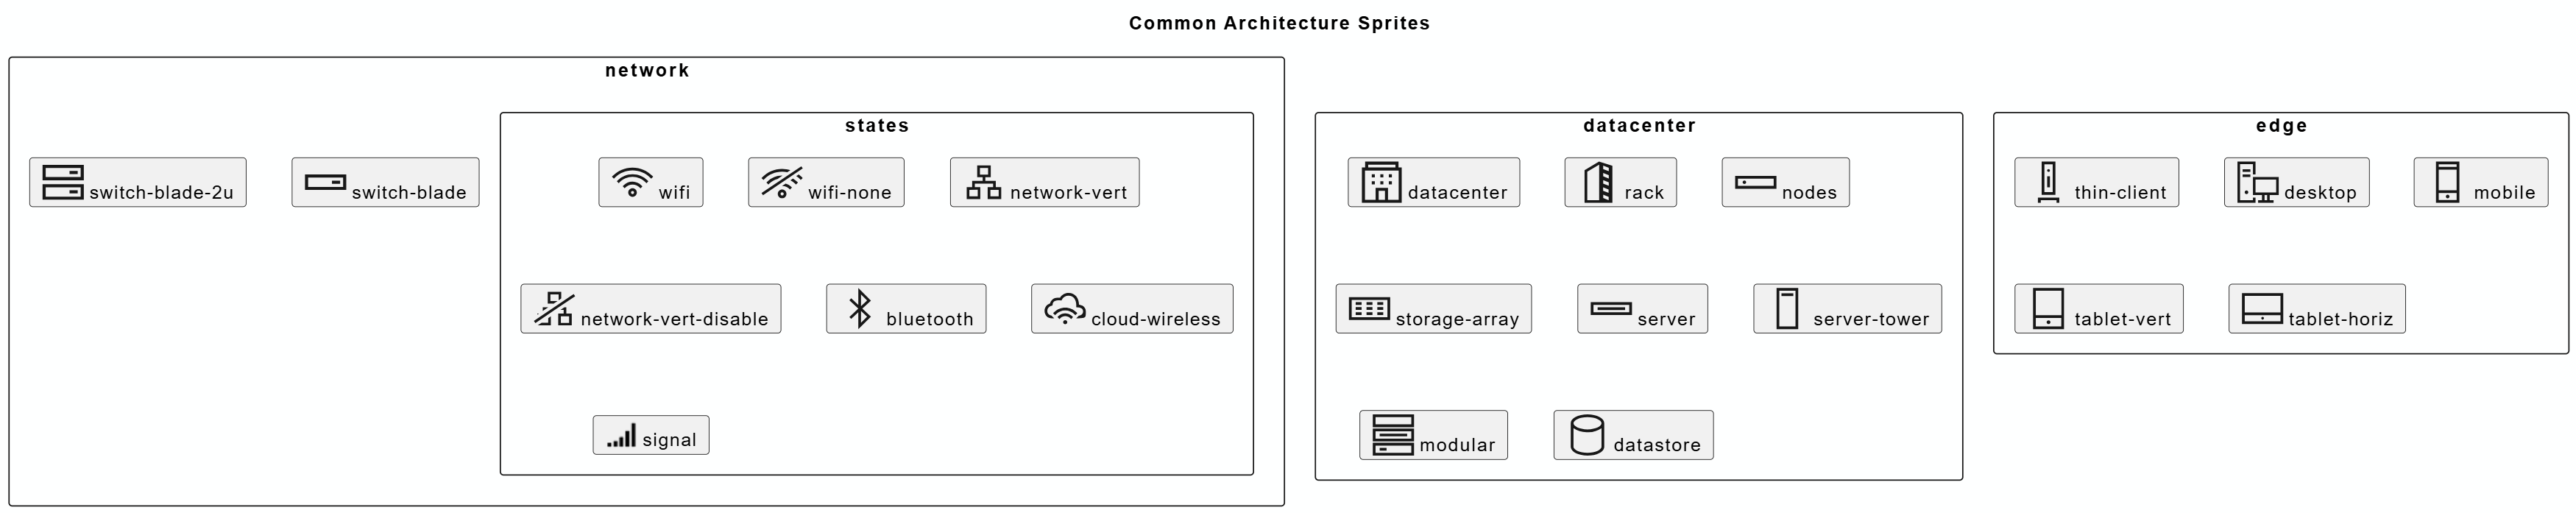 Common Architecture Sprites
network
switch-blade-2u
switch-blade
states
wifi
wifi-none
network-vert
network-vert-disable
bluetooth
cloud-wireless
signal
datacenter
datacenter
rack
nodes
storage-array
server
server-tower
modular
datastore
edge
thin-client
desktop
mobile
tablet-vert
tablet-horiz